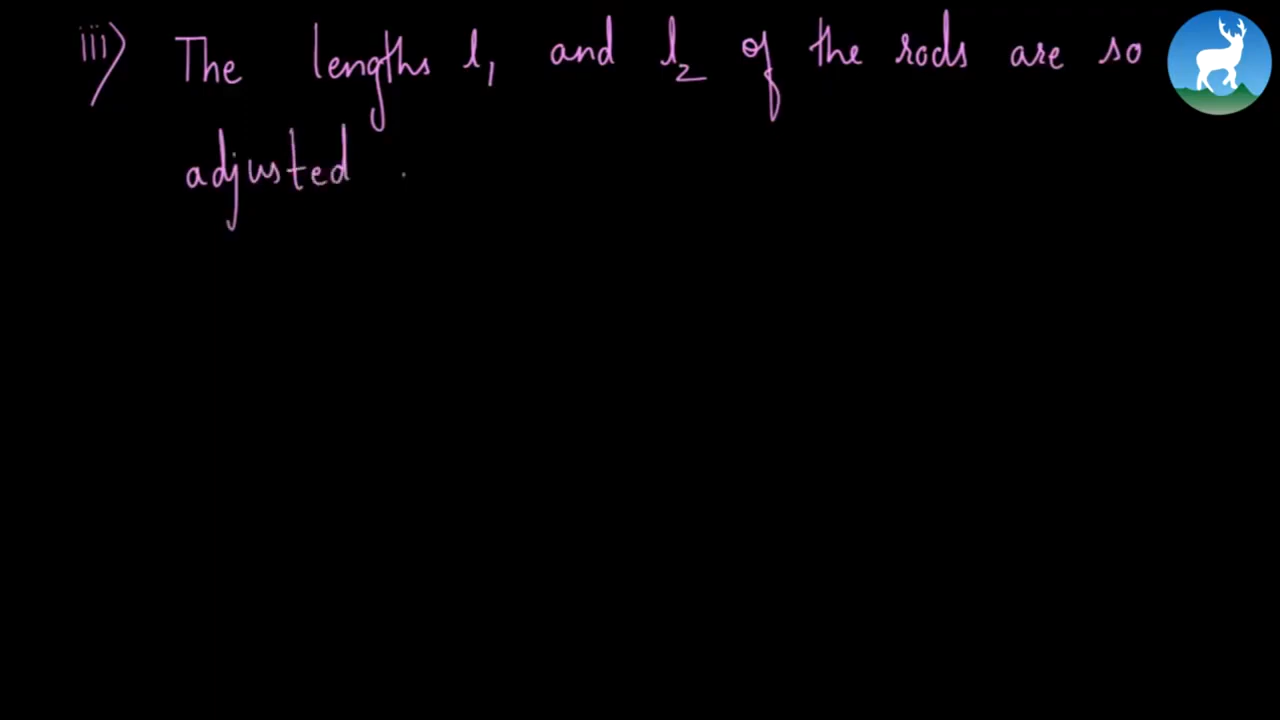 iii) The lengths l₁ and l₂ of the rods are so
adjusted